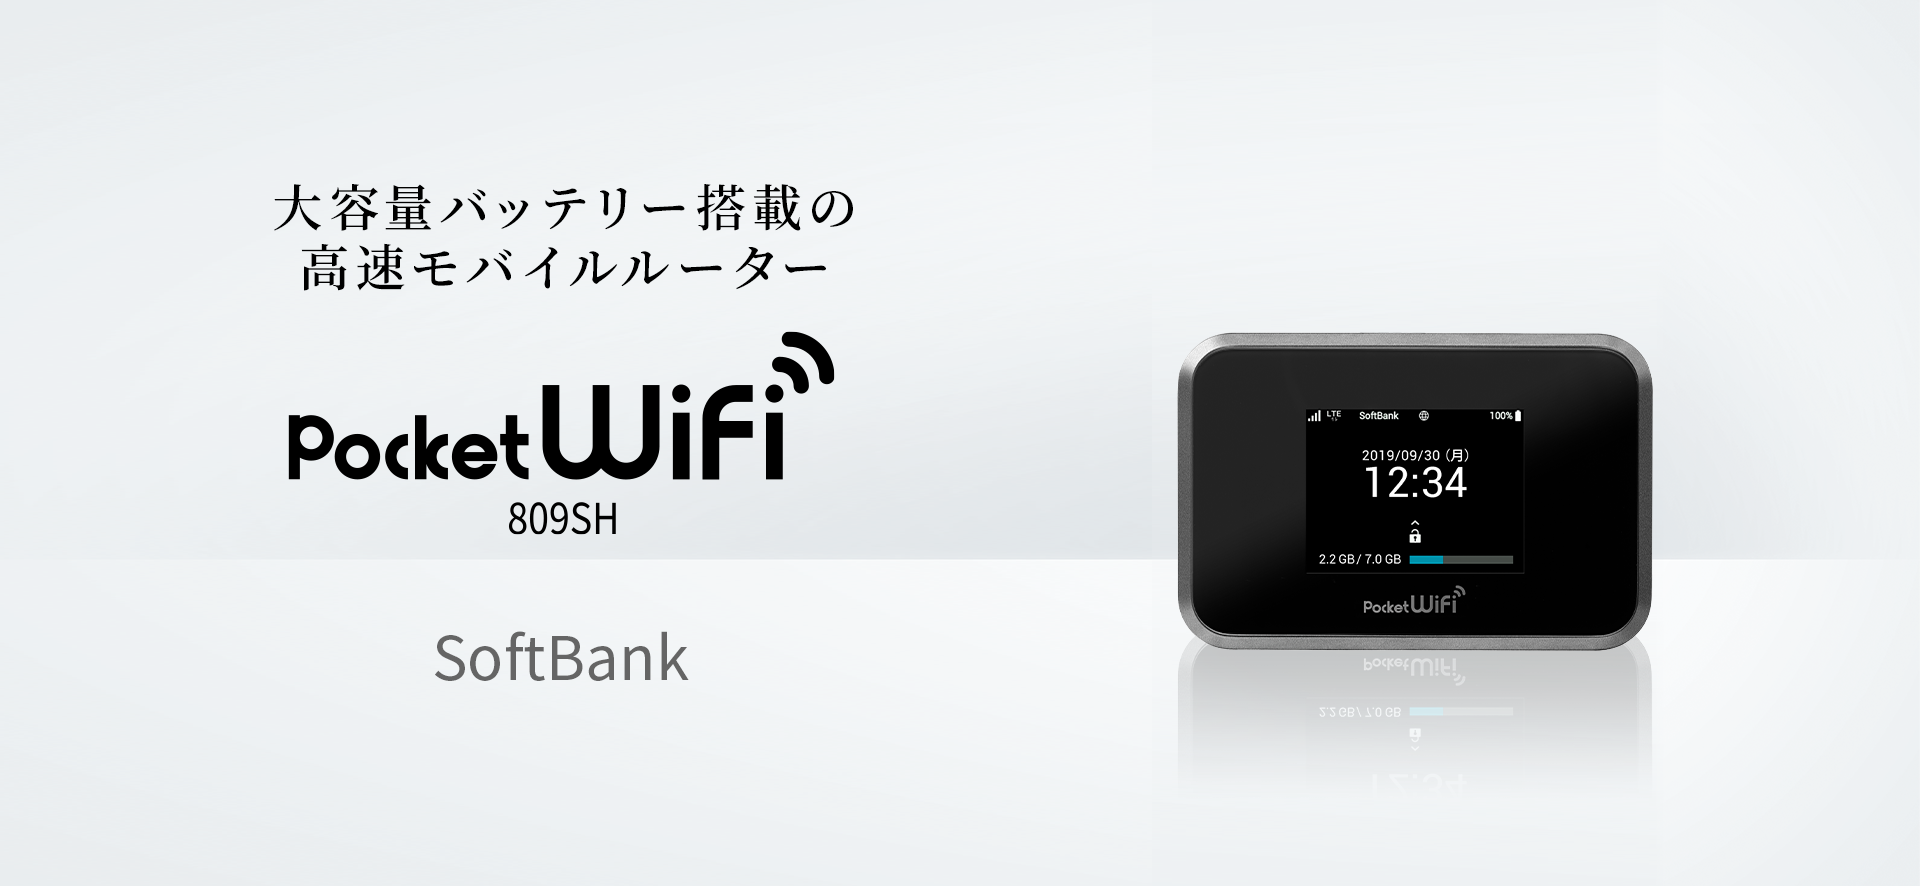 大容量バッテリー搭載の
高速モバイルルーター
Pocket WiFi
809SH
SoftBank
LTE SoftBank 100%
2019/09/30（月）
12:34
2.2 GB/ 7.0 GB
Pocket WiFi